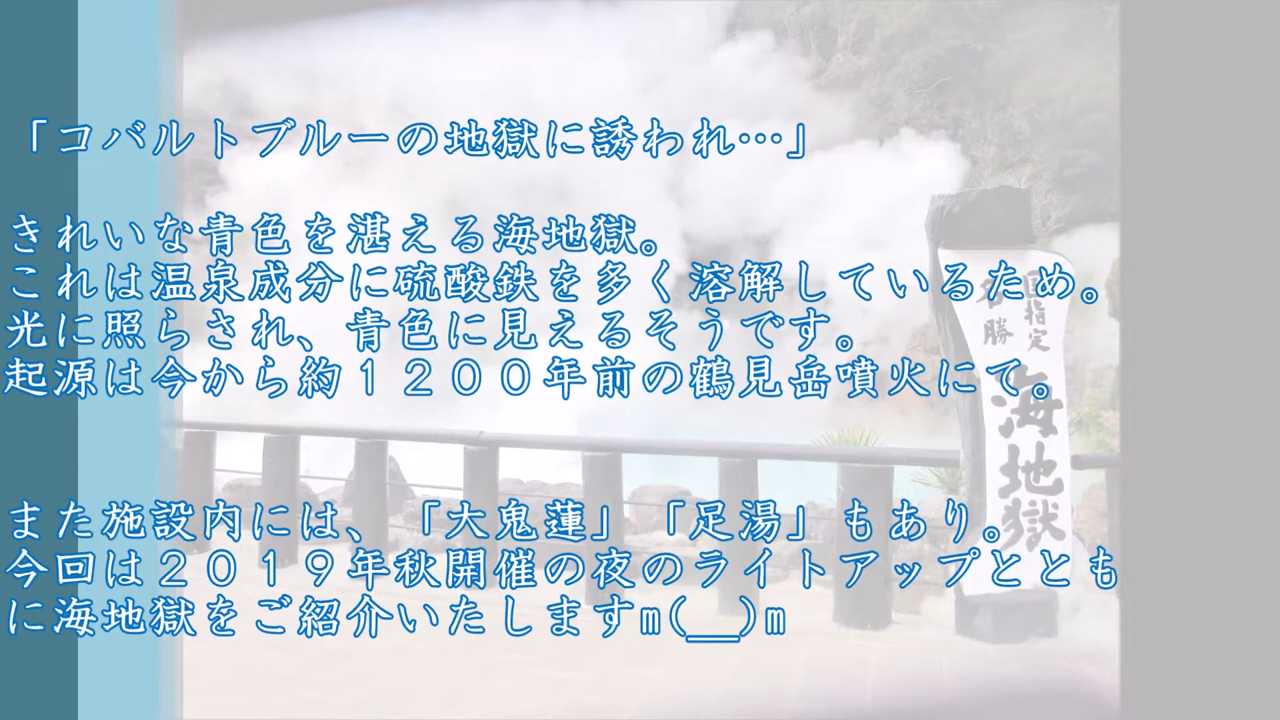 「コバルトブルーの地獄に誘われ…」
きれいな青色を湛える海地獄。
これは温泉成分に硫酸鉄を多く溶解しているため。
光に照らされ、青色に見えるそうです。
起源は今から約１２００年前の鶴見岳噴火にて。
また施設内には、「大鬼蓮」「足湯」もあり。
今回は２０１９年秋開催の夜のライトアップととも
に海地獄をご紹介いたしますm(__)m
国指定
名勝
海地獄